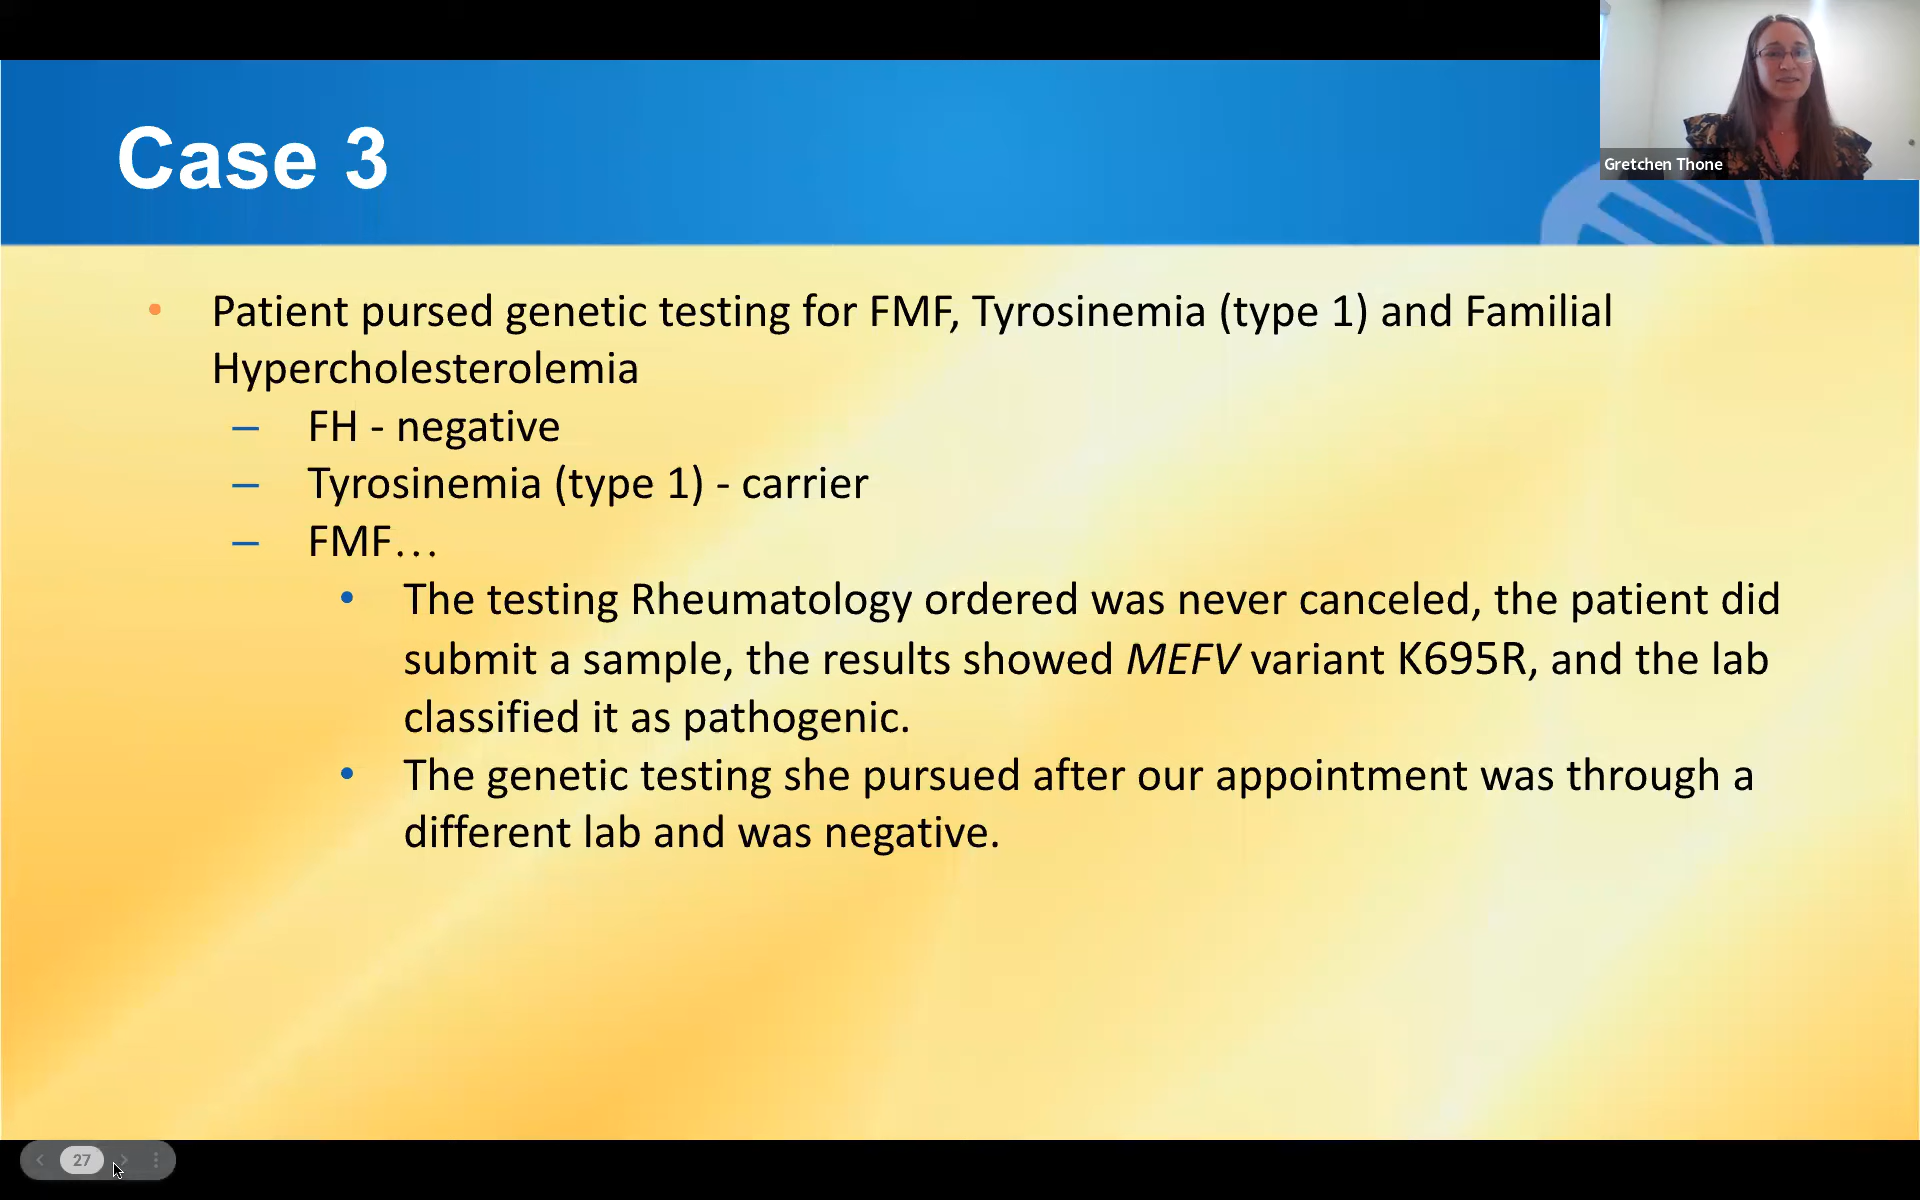 Case 3
Gretchen Thone
• Patient pursed genetic testing for FMF, Tyrosinemia (type 1) and Familial
Hypercholesterolemia
– FH - negative
– Tyrosinemia (type 1) - carrier
– FMF…
• The testing Rheumatology ordered was never canceled, the patient did
submit a sample, the results showed MEFV variant K695R, and the lab
classified it as pathogenic.
• The genetic testing she pursued after our appointment was through a
different lab and was negative.
27